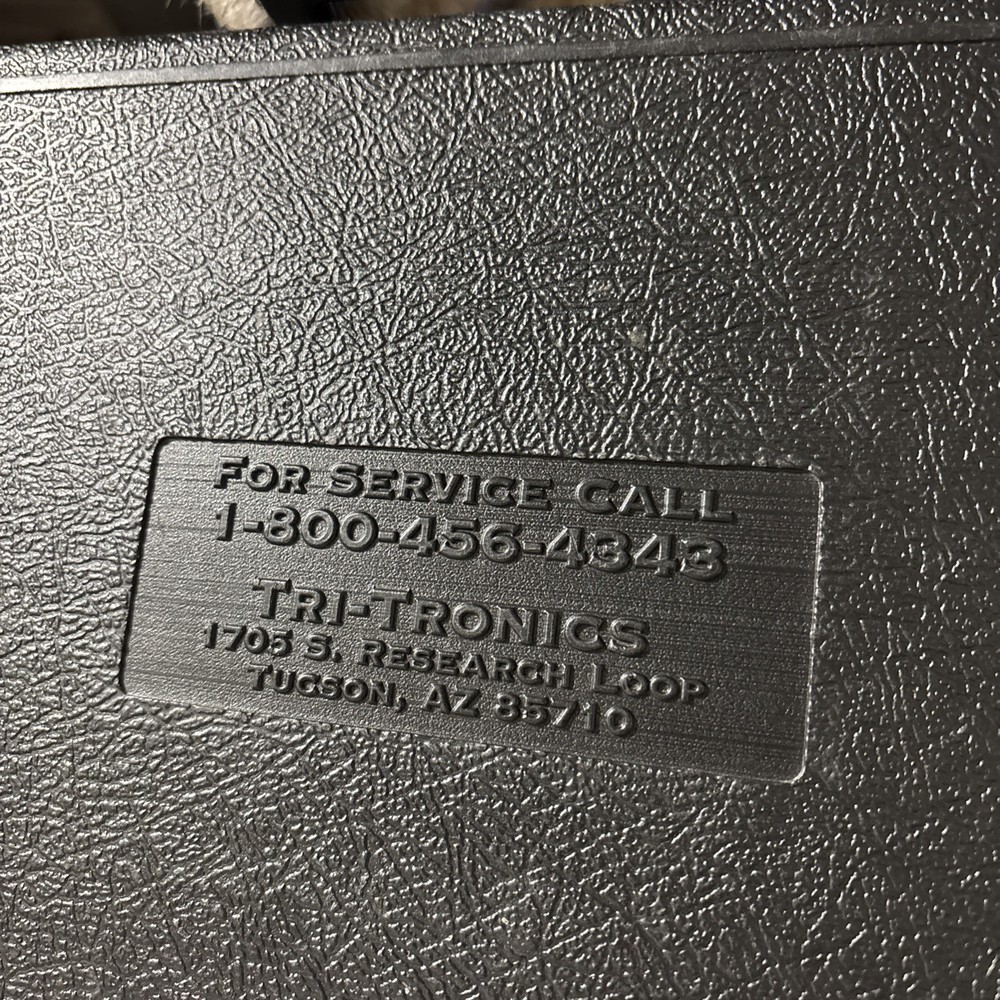 For Service Call
1-800-456-4343
Tri-Tronics
1705 S. Research Loop
Tucson, AZ 85710